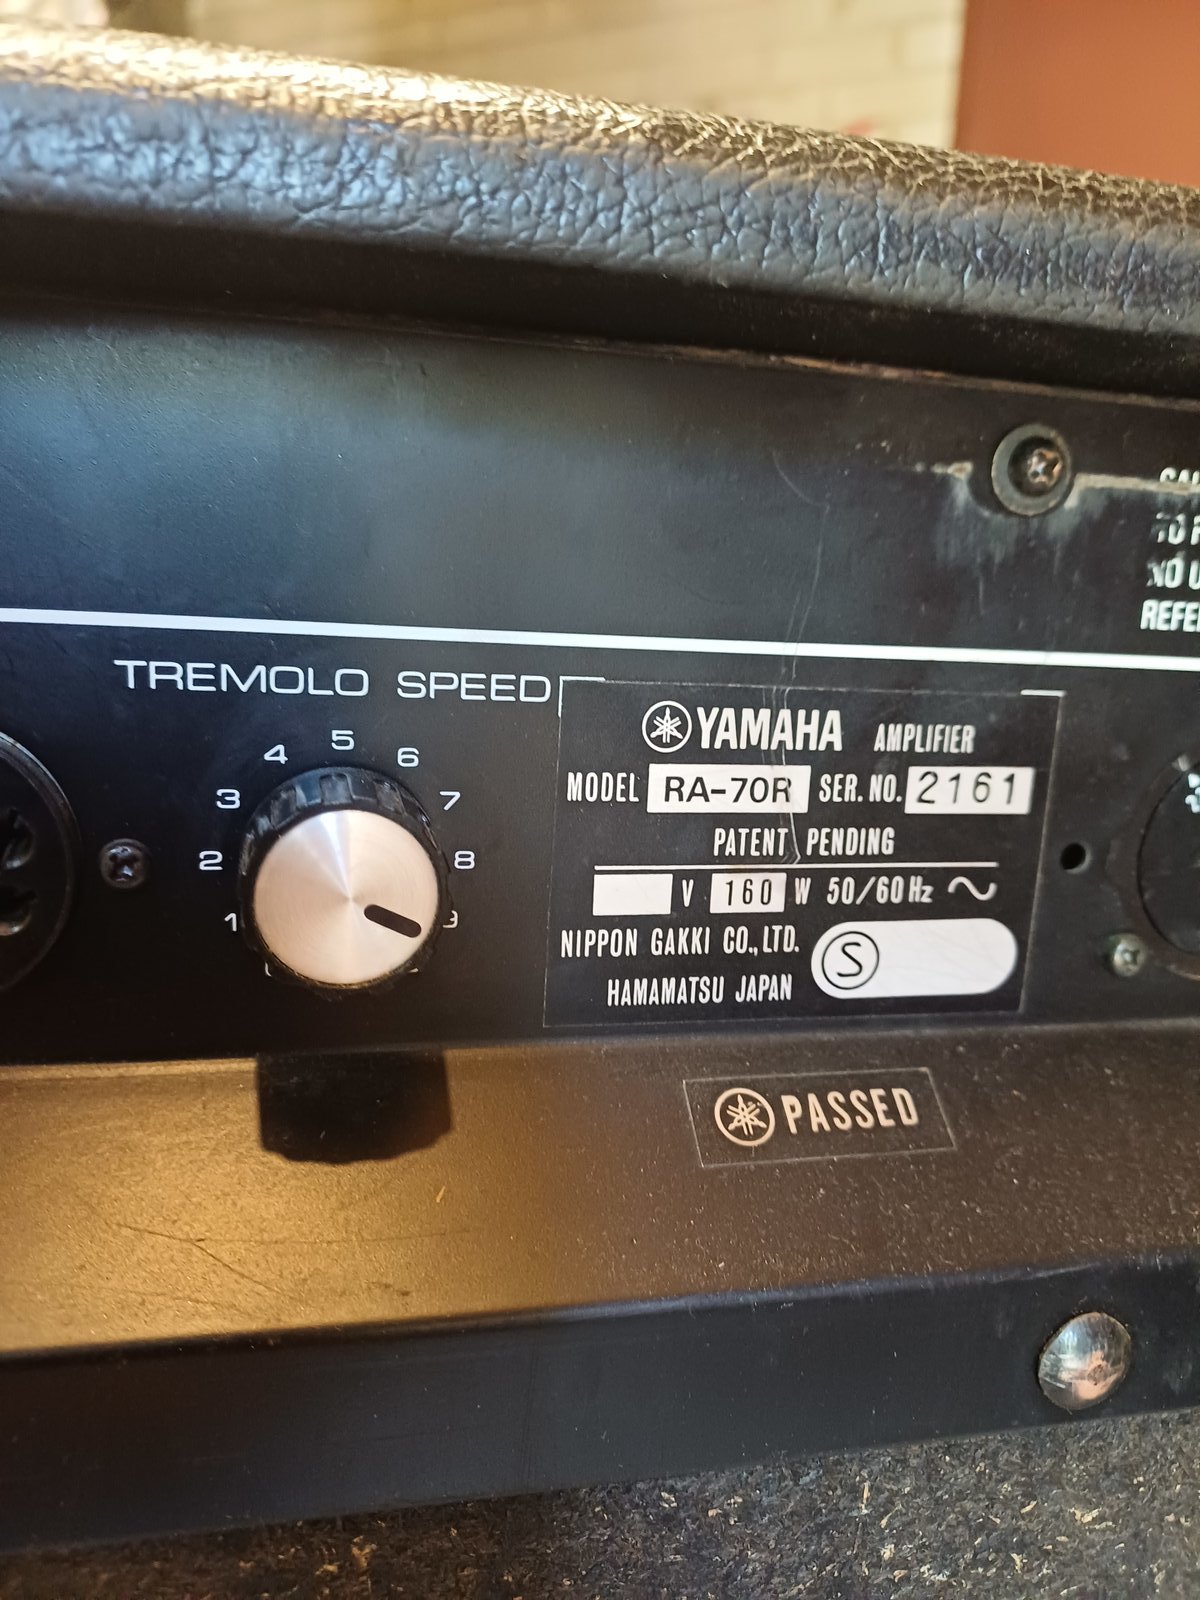 TREMOLO SPEED
1 2 3 4 5 6 7 8 9
YAMAHA AMPLIFIER
MODEL RA-70R SER. NO. 2161
PATENT PENDING
V 160 W 50/60 Hz ~
NIPPON GAKKI CO., LTD.
HAMAMATSU JAPAN
S
PASSED